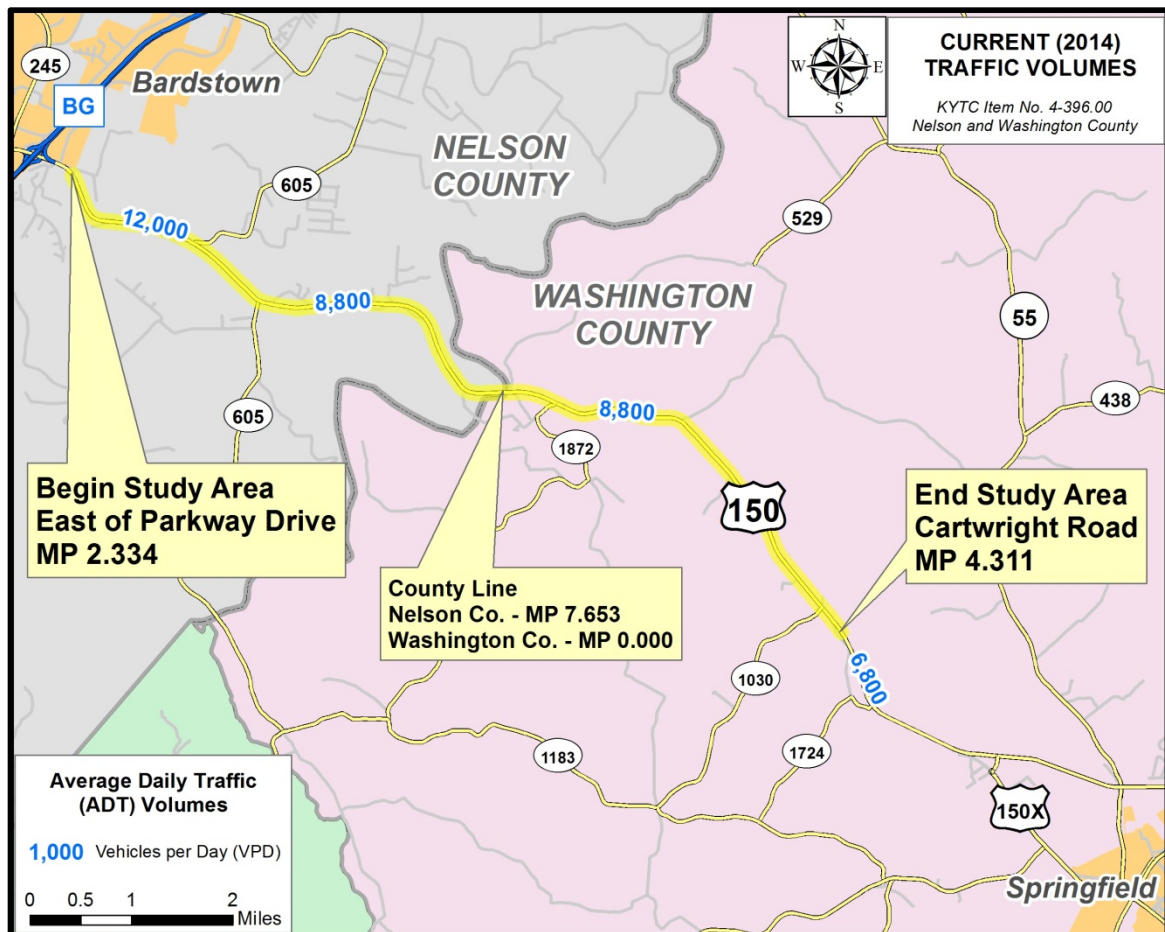 CURRENT (2014)
TRAFFIC VOLUMES
KYTC Item No. 4-396.00
Nelson and Washington County
N
W
E
S
245
BG
Bardstown
NELSON
COUNTY
605
12,000
529
8,800
WASHINGTON
COUNTY
55
605
8,800
438
1872
150
Begin Study Area
East of Parkway Drive
MP 2.334
End Study Area
Cartwright Road
MP 4.311
County Line
Nelson Co. - MP 7.653
Washington Co. - MP 0.000
6,800
1030
1183
1724
150X
Springfield
Average Daily Traffic
(ADT) Volumes
1,000 Vehicles per Day (VPD)
0 0.5 1 2
Miles